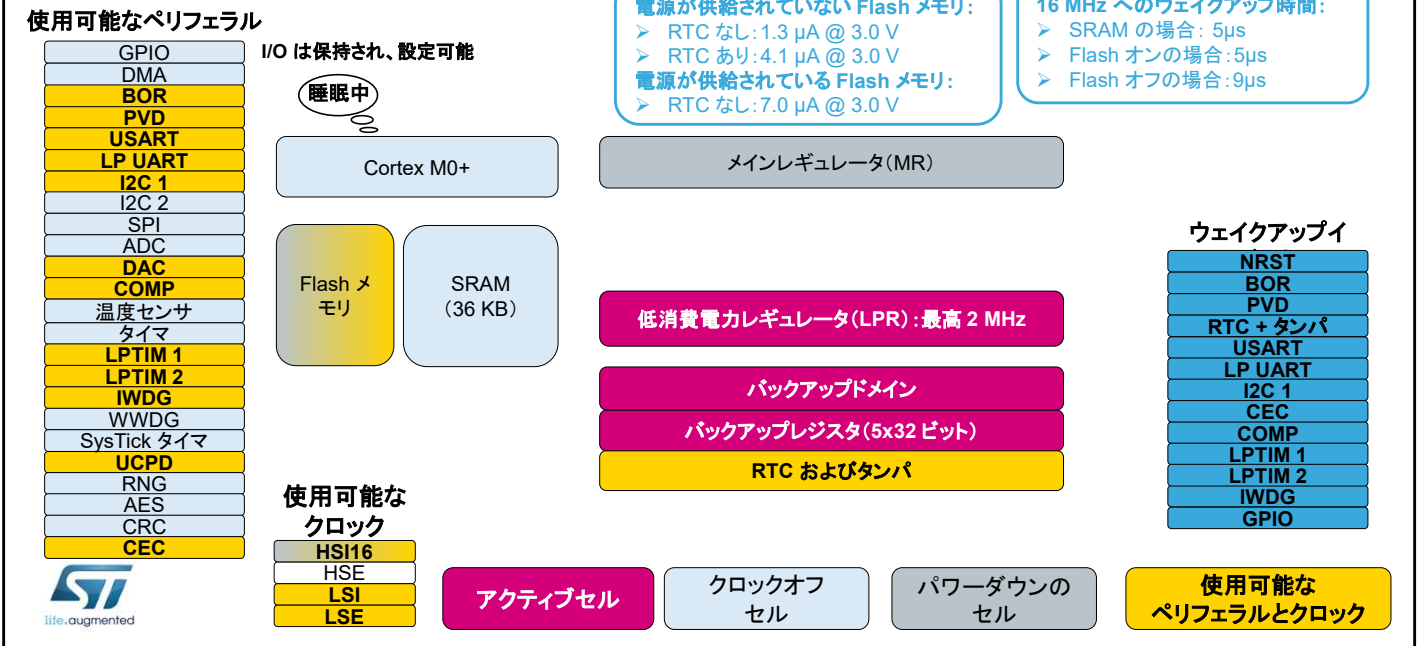 使用可能なペリフェラル
GPIO
DMA
BOR
PVD
USART
LP UART
I2C 1
I2C 2
SPI
ADC
DAC
COMP
温度センサ
タイマ
LPTIM 1
LPTIM 2
IWDG
WWDG
SysTick タイマ
UCPD
RNG
AES
CRC
CEC
I/O は保持され、設定可能
睡眠中
Cortex M0+
Flash メ
モリ
SRAM
(36 KB)
使用可能な
クロック
HSI16
HSE
LSI
LSE
電源が供給されていない Flash メモリ:
➢ RTC なし:1.3 µA @ 3.0 V
➢ RTC あり:4.1 µA @ 3.0 V
電源が供給されている Flash メモリ:
➢ RTC なし:7.0 µA @ 3.0 V
16 MHz へのウェイクアップ時間:
➢ SRAM の場合: 5µs
➢ Flash オンの場合:5µs
➢ Flash オフの場合:9µs
メインレギュレータ(MR)
低消費電力レギュレータ(LPR):最高 2 MHz
バックアップドメイン
バックアップレジスタ(5x32 ビット)
RTC およびタンパ
ウェイクアップイ
NRST
BOR
PVD
RTC + タンパ
USART
LP UART
I2C 1
CEC
COMP
LPTIM 1
LPTIM 2
IWDG
GPIO
ST
life.augmented
アクティブセル
クロックオフ
セル
パワーダウンの
セル
使用可能な
ペリフェラルとクロック